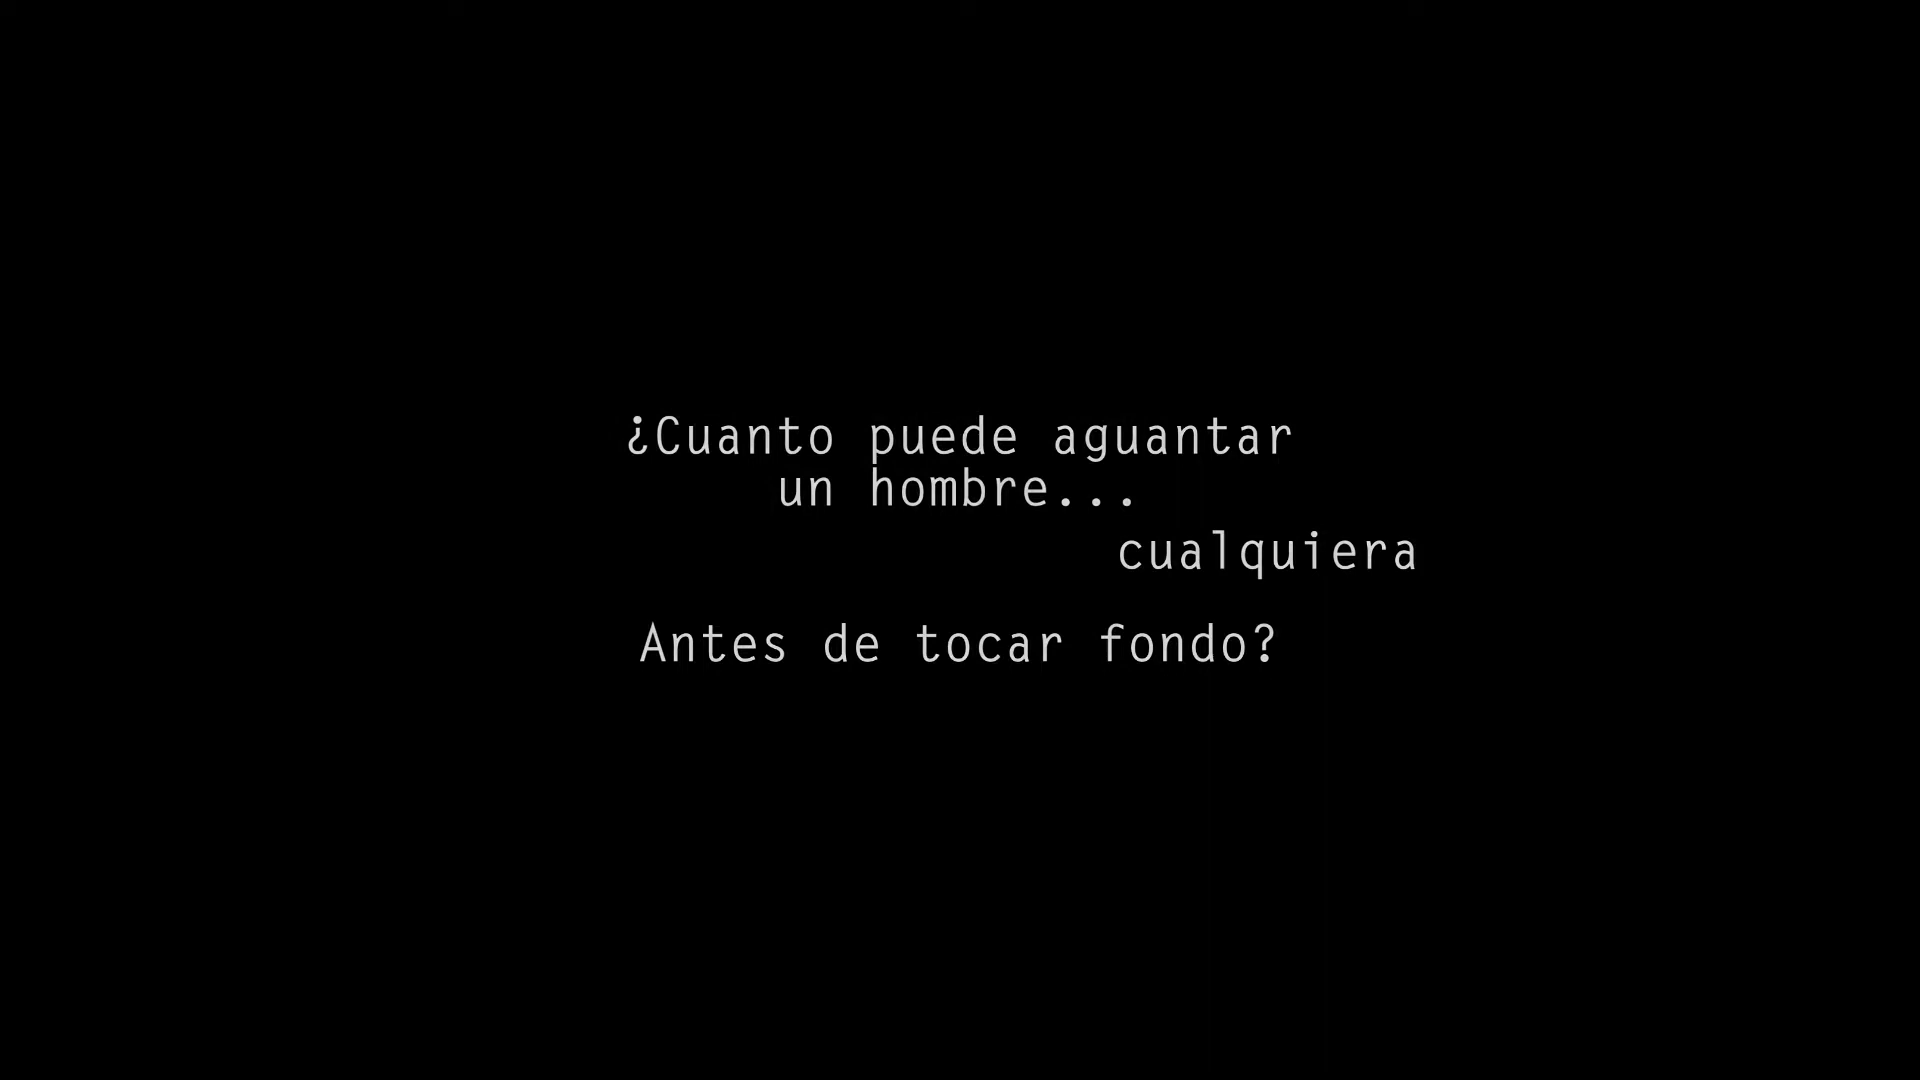 ¿Cuanto puede aguantar
un hombre...
cualquiera
Antes de tocar fondo?